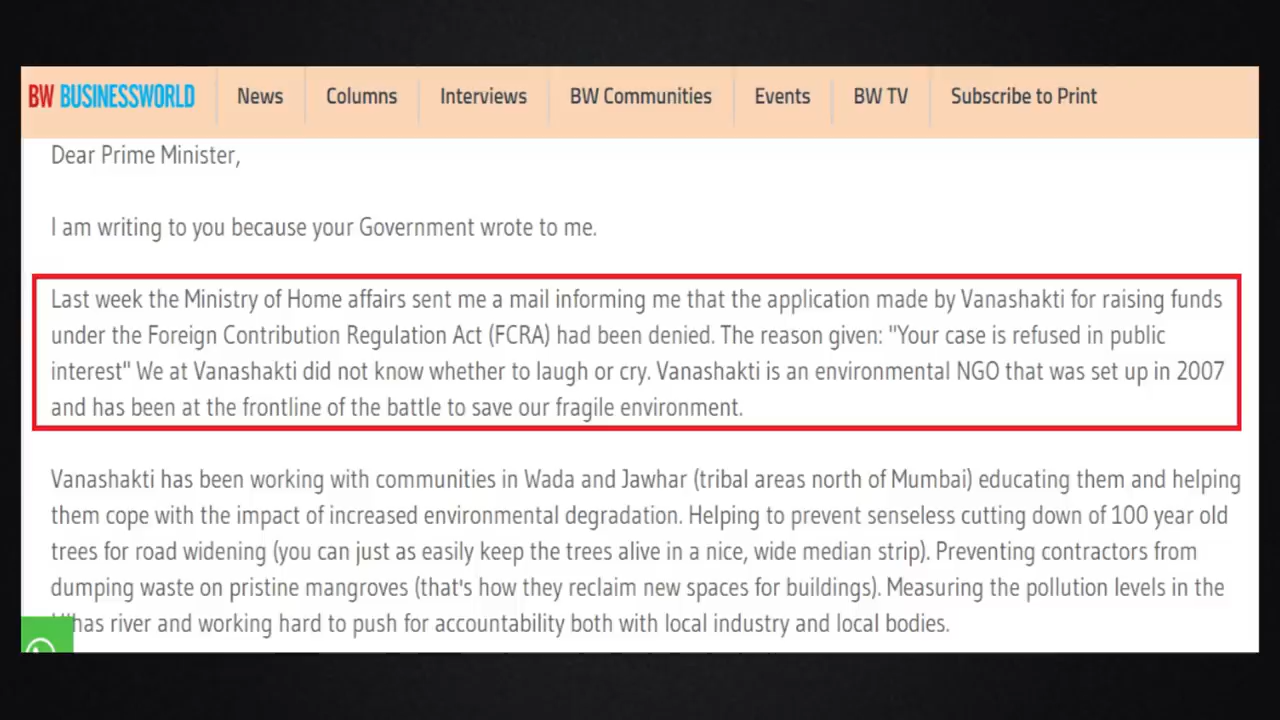 BW BUSINESSWORLD News Columns Interviews BW Communities Events BW TV Subscribe to Print
Dear Prime Minister,
I am writing to you because your Government wrote to me.
Last week the Ministry of Home affairs sent me a mail informing me that the application made by Vanashakti for raising funds
under the Foreign Contribution Regulation Act (FCRA) had been denied. The reason given: "Your case is refused in public
interest" We at Vanashakti did not know whether to laugh or cry. Vanashakti is an environmental NGO that was set up in 2007
and has been at the frontline of the battle to save our fragile environment.
Vanashakti has been working with communities in Wada and Jawhar (tribal areas north of Mumbai) educating them and helping
them cope with the impact of increased environmental degradation. Helping to prevent senseless cutting down of 100 year old
trees for road widening (you can just as easily keep the trees alive in a nice, wide median strip). Preventing contractors from
dumping waste on pristine mangroves (that's how they reclaim new spaces for buildings). Measuring the pollution levels in the
river and working hard to push for accountability both with local industry and local bodies.